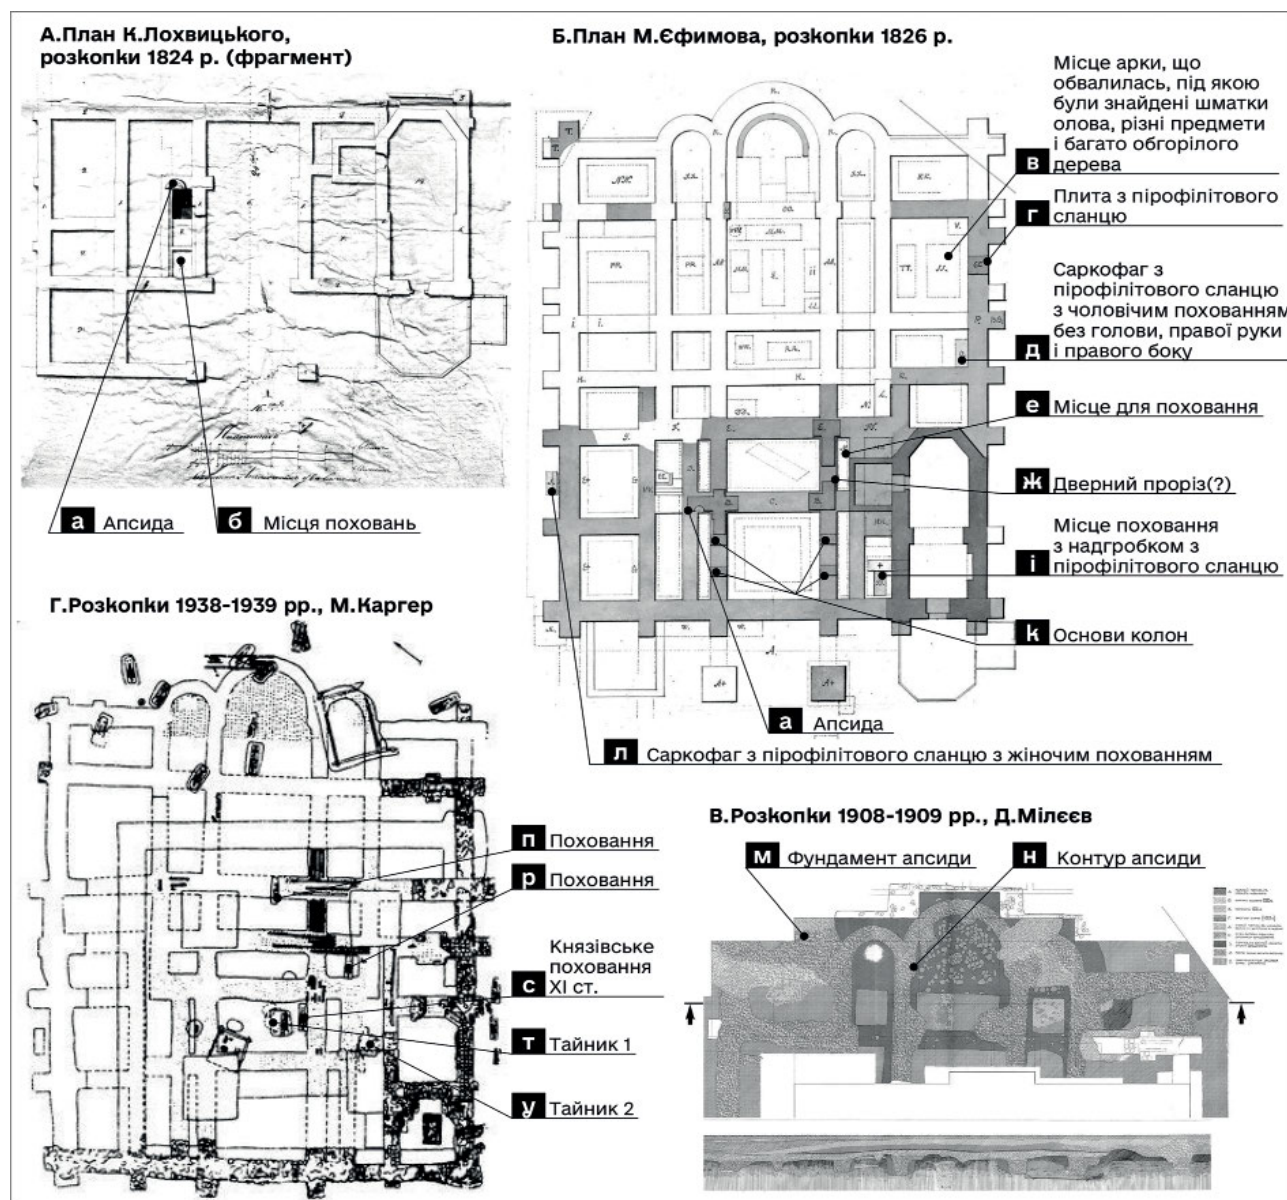 А.План К.Лохвицького,
розкопки 1824 р. (фрагмент)
а Апсида
б Місця поховань
Б.План М.Єфимова, розкопки 1826 р.
Місце арки, що
обвалилась, під якою
були знайдені шматки
олова, різні предмети
і багато обгорілого
в дерева
г Плита з пірофілітового
сланцю
Саркофаг з
пірофілітового сланцю
з чоловічим похованням
без голови, правої руки
д і правого боку
е Місце для поховання
ж Дверний проріз(?)
Місце поховання
з надгробком з
і пірофілітового сланцю
k Основи колон
а Апсида
л Саркофаг з пірофілітового сланцю з жіночим похованням
Г.Розкопки 1938-1939 рр., М.Каргер
п Поховання
р Поховання
Князівське
поховання
с XI ст.
т Тайник 1
у Тайник 2
В.Розкопки 1908-1909 рр., Д.Мілєєв
м Фундамент апсиди
н Контур апсиди